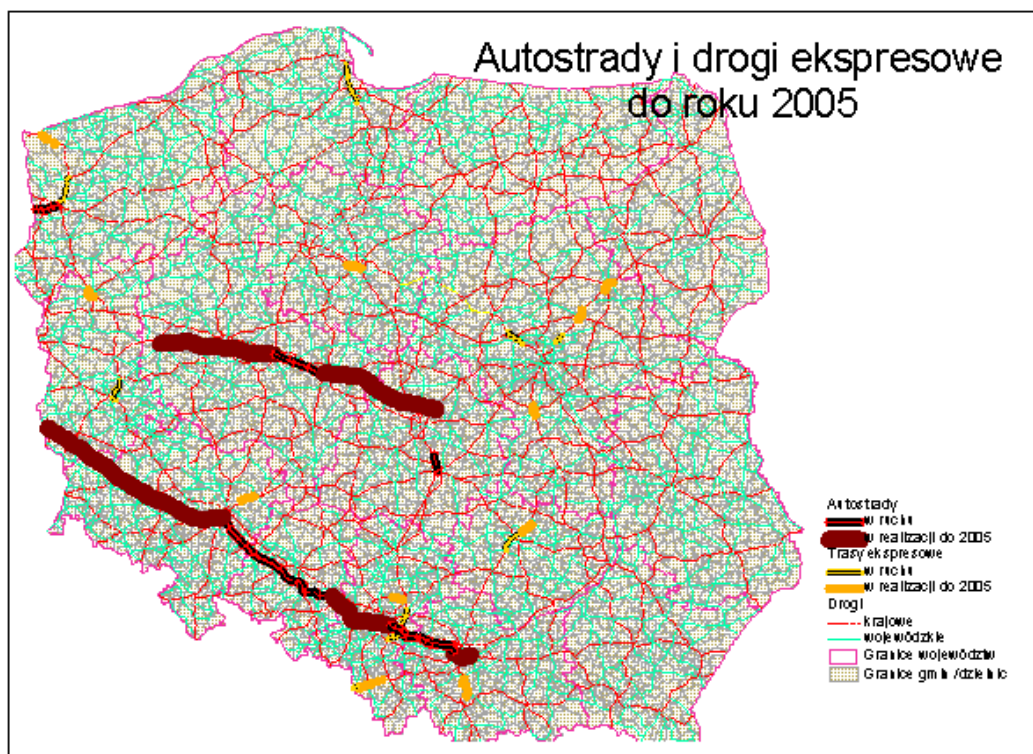 Autostrady i drogi ekspresowe
do roku 2005
Autostrady
w ruchu
w realizacji do 2005
Trasy ekspresowe
w ruchu
w realizacji do 2005
Drogi
krajowe
wojewódzkie
Granice województw
Granice gmin /dzielnic